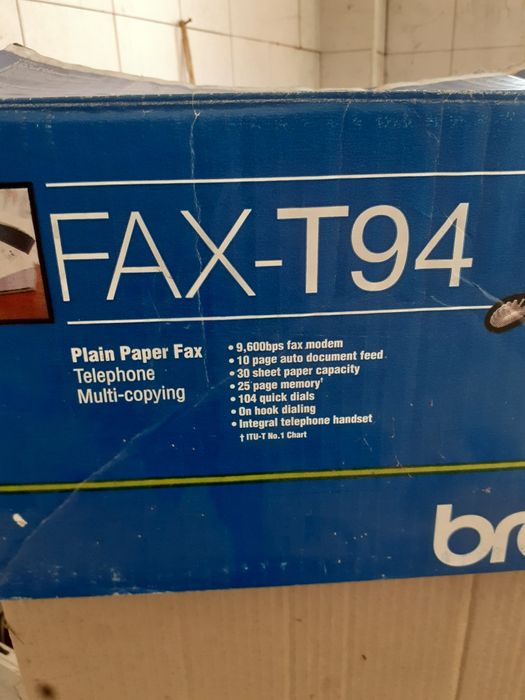 FAX-T94
Plain Paper Fax
Telephone
Multi-copying
• 9,600bps fax modem
• 10 page auto document feed
• 30 sheet paper capacity
• 25 page memory†
• 104 quick dials
• On hook dialing
• Integral telephone handset
† ITU-T No.1 Chart
br